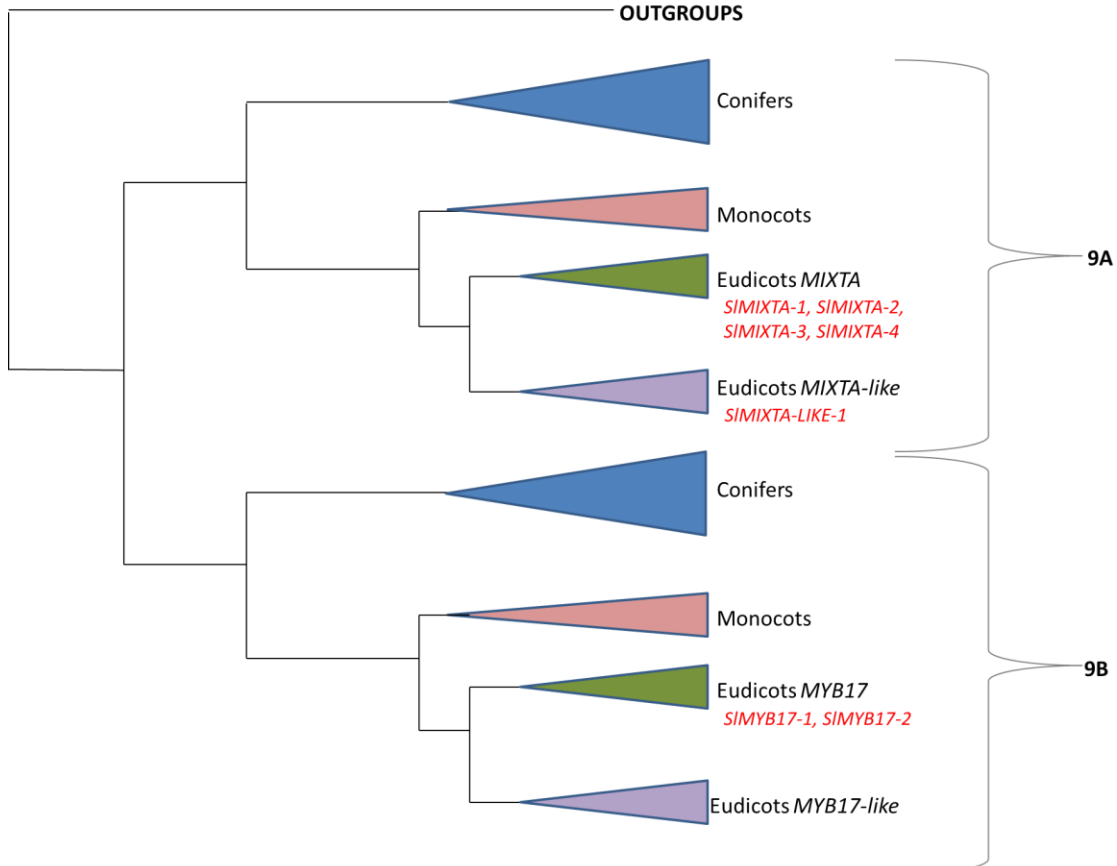 OUTGROUPS
Conifers
Monocots
Eudicots MIXTA
SlMIXTA-1, SlMIXTA-2,
SlMIXTA-3, SlMIXTA-4
9A
Eudicots MIXTA-like
SlMIXTA-LIKE-1
Conifers
Monocots
9B
Eudicots MYB17
SlMYB17-1, SlMYB17-2
Eudicots MYB17-like